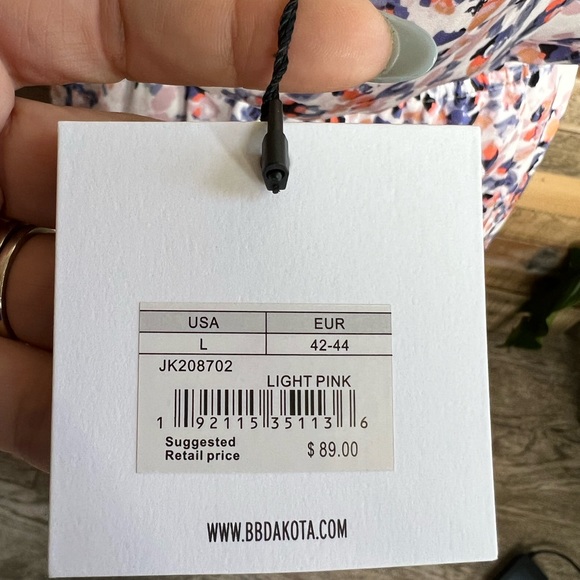 USA EUR
L 42-44
JK208702
LIGHT PINK
1 92115 35113 6
Suggested
Retail price $ 89.00
WWW.BBDAKOTA.COM